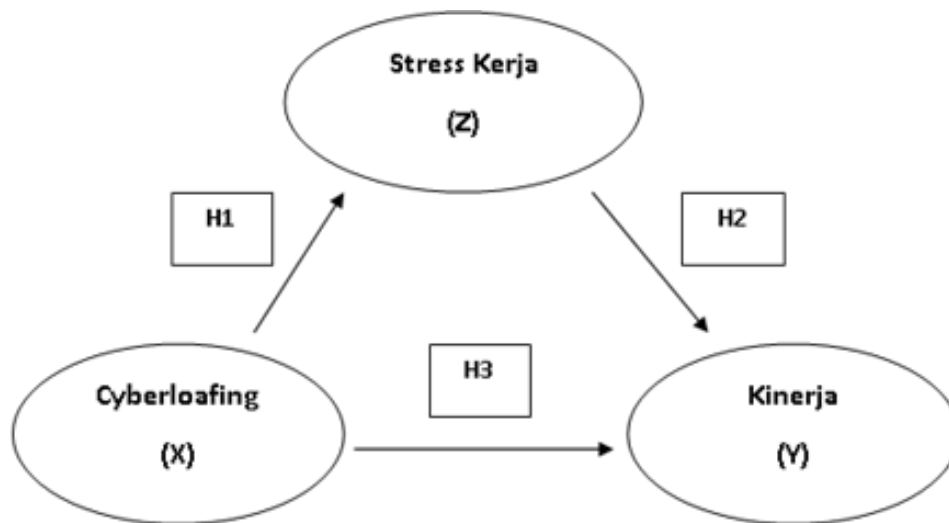 Stress Kerja
(Z)
H1
H2
H3
Cyberloafing
(X)
Kinerja
(Y)